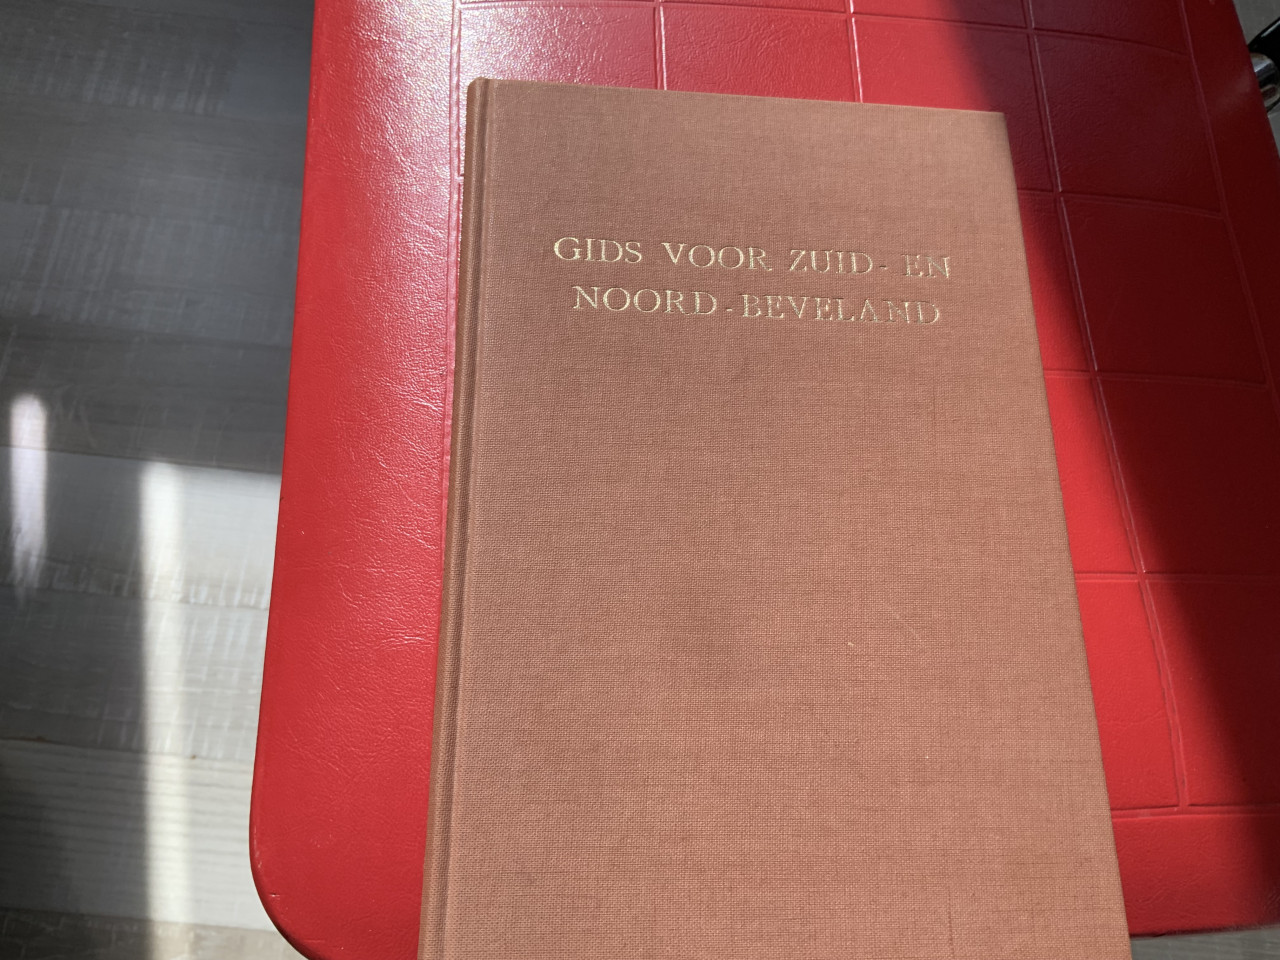 GIDS VOOR ZUID- EN
NOORD-BEVELAND